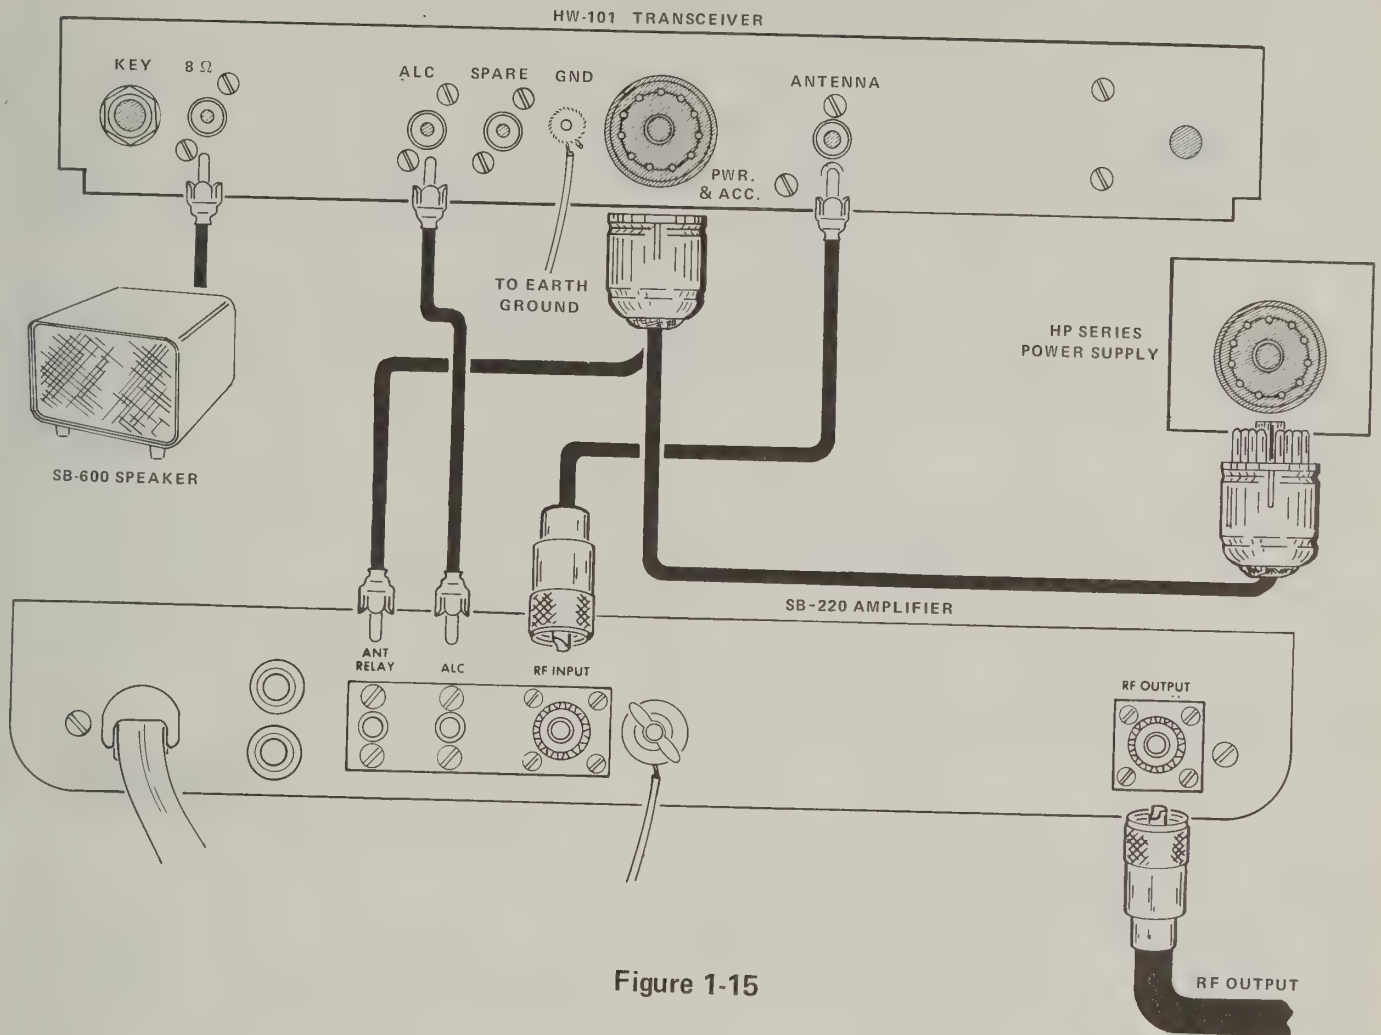 HW-101 TRANSCEIVER
KEY
8 Ω
ALC
SPARE
GND
ANTENNA
PWR.
& ACC.
TO EARTH
GROUND
HP SERIES
POWER SUPPLY
SB-600 SPEAKER
SB-220 AMPLIFIER
ANT
RELAY
ALC
RF INPUT
RF OUTPUT
Figure 1-15
RF OUTPUT